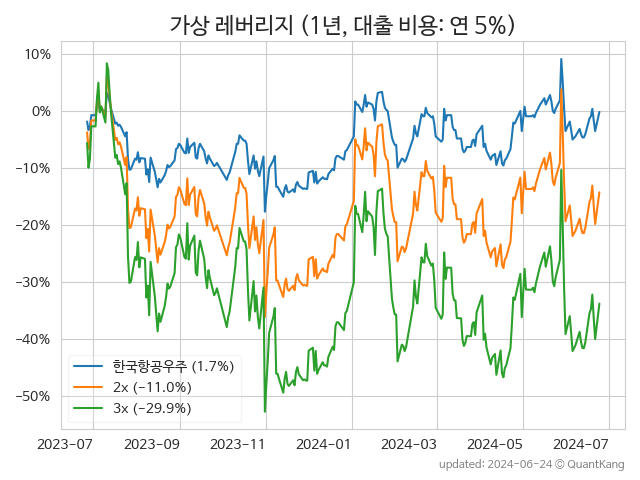 가상 레버리지 (1년, 대출 비용: 연 5%)
10%
0%
−10%
−20%
−30%
−40%
−50%
한국항공우주 (1.7%)
2x (−11.0%)
3x (−29.9%)
2023-07 2023-09 2023-11 2024-01 2024-03 2024-05 2024-07
updated: 2024-06-24 © QuantKang